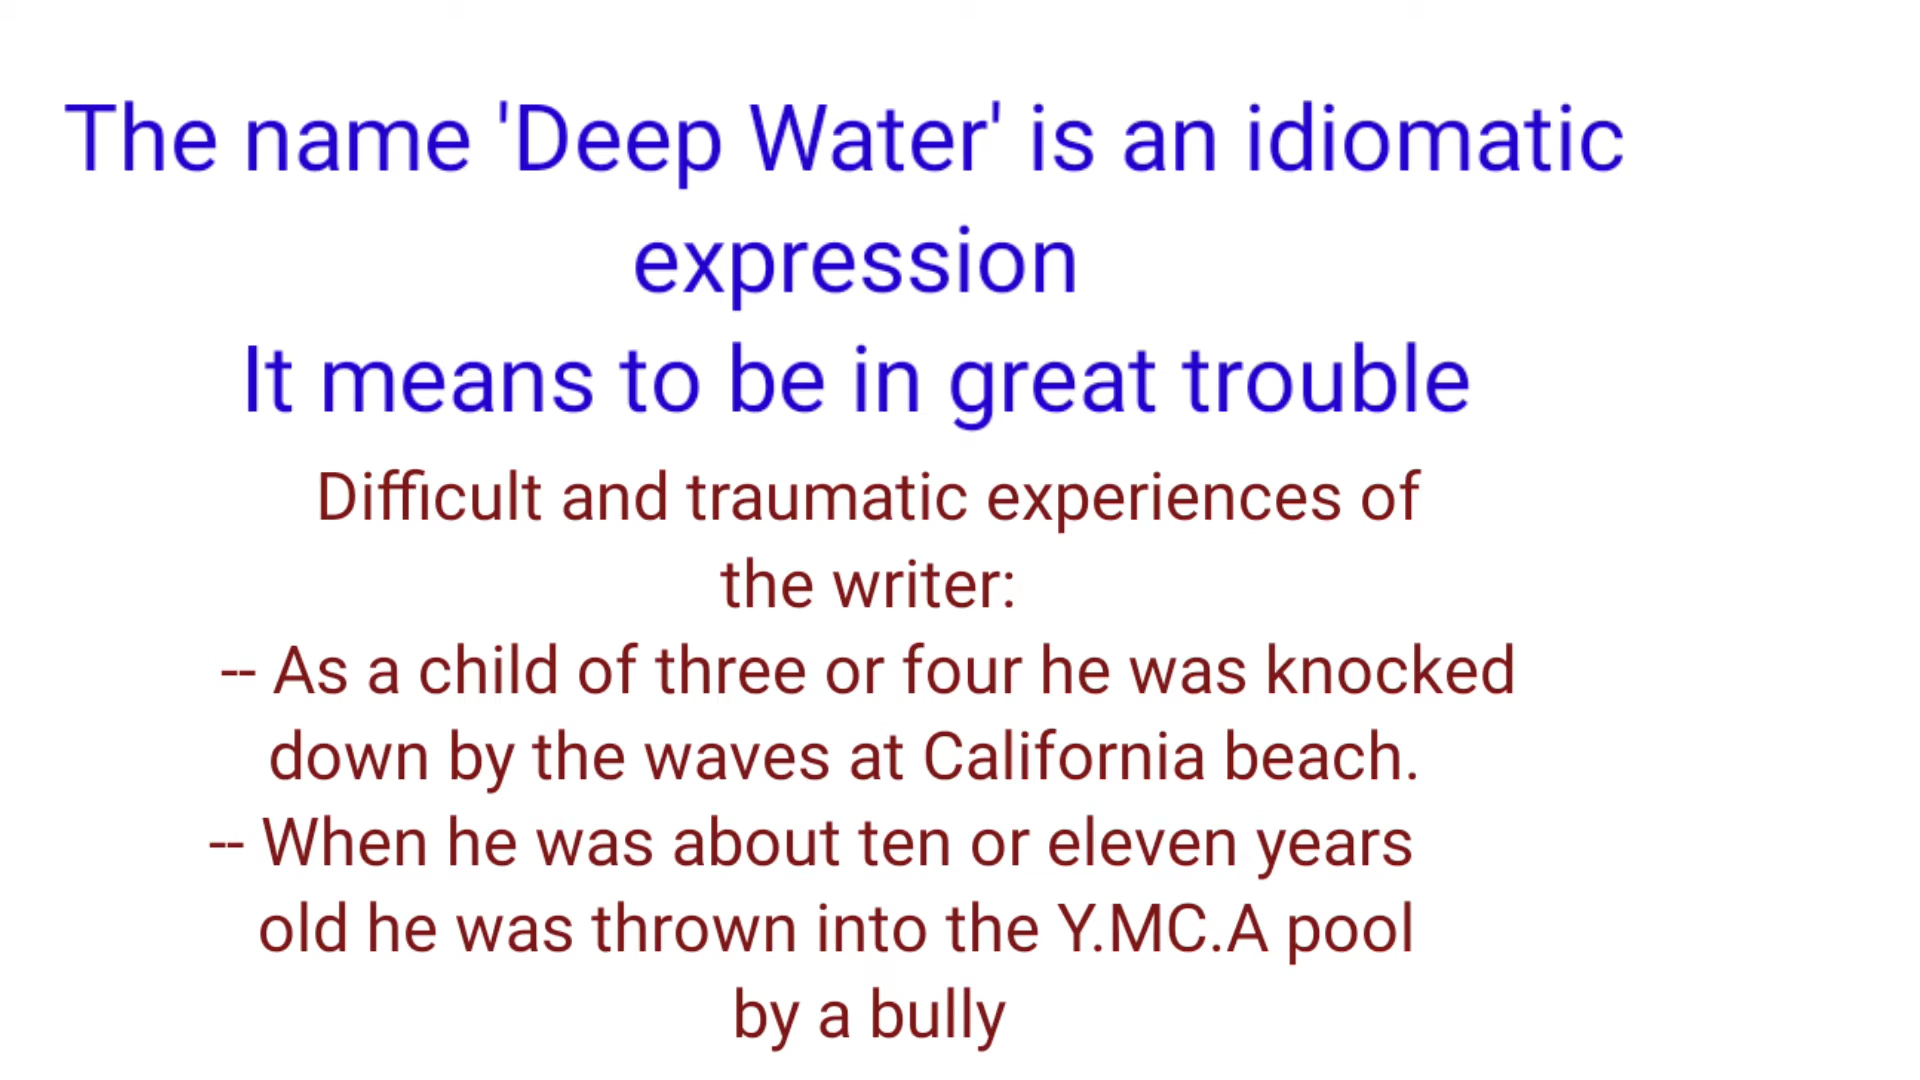 The name 'Deep Water' is an idiomatic
expression
It means to be in great trouble
Difficult and traumatic experiences of
the writer:
-- As a child of three or four he was knocked
down by the waves at California beach.
-- When he was about ten or eleven years
old he was thrown into the Y.MC.A pool
by a bully